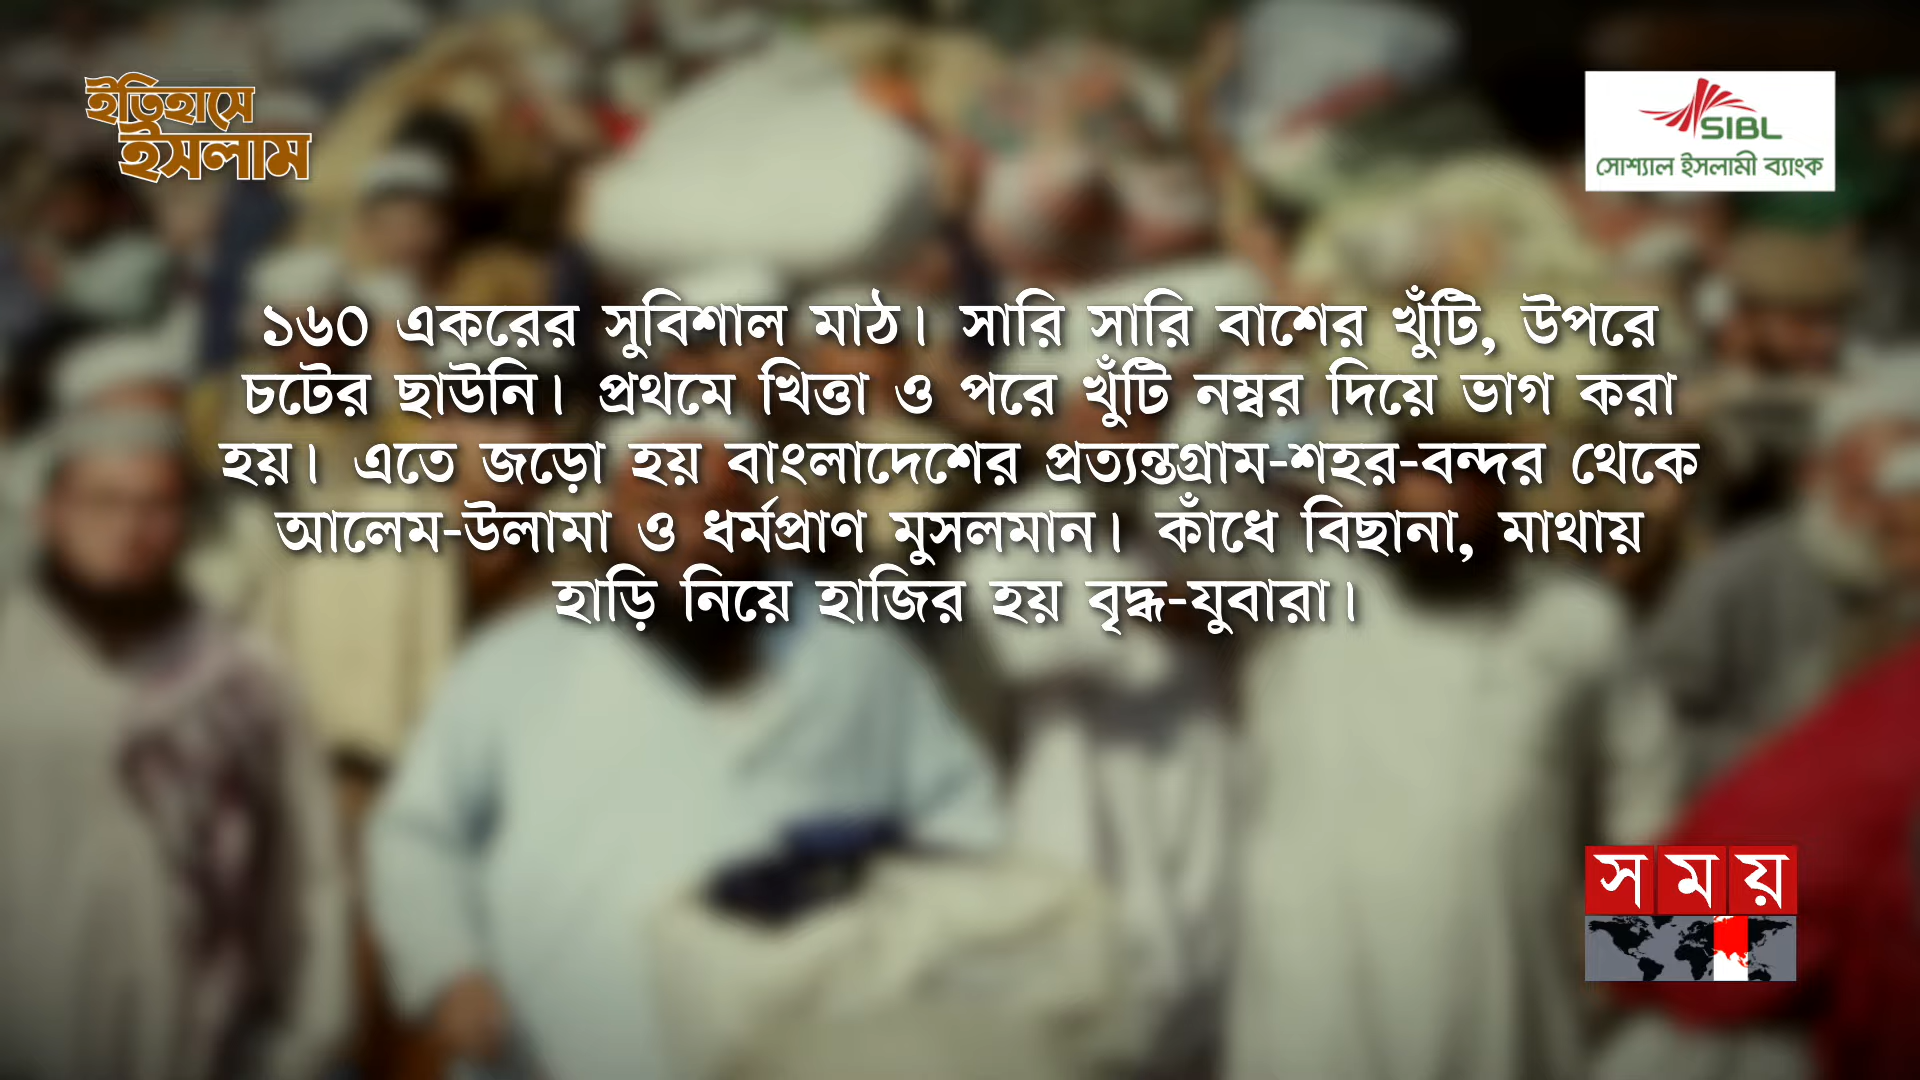 ইতিহাসে
ইসলাম
SIBL
সোশ্যাল ইসলামী ব্যাংক
১৬০ একরের সুবিশাল মাঠ। সারি সারি বাশের খুঁটি, উপরে
চটের ছাউনি। প্রথমে খিত্তা ও পরে খুঁটি নম্বর দিয়ে ভাগ করা
হয়। এতে জড়ো হয় বাংলাদেশের প্রত্যন্তগ্রাম-শহর-বন্দর থেকে
আলেম-উলামা ও ধর্মপ্রাণ মুসলমান। কাঁধে বিছানা, মাথায়
হাড়ি নিয়ে হাজির হয় বৃদ্ধ-যুবারা।
সময়